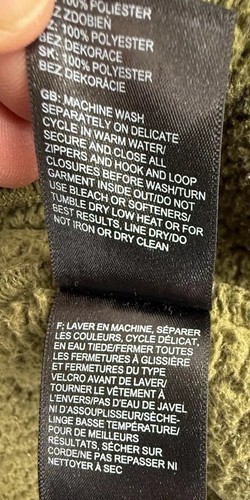 100% POLIESTER
BEZ ZDOBIEŃ
CZ: 100% POLYESTER
BEZ DEKORACE
SK: 100% POLYESTER
BEZ DEKORÁCIE
GB: MACHINE WASH
SEPARATELY ON DELICATE
CYCLE IN WARM WATER/
SECURE AND CLOSE ALL
ZIPPERS AND HOOK AND LOOP
CLOSURES BEFORE WASH/TURN
GARMENT INSIDE OUT/DO NOT
USE BLEACH OR SOFTENERS/
TUMBLE DRY LOW HEAT OR FOR
BEST RESULTS, LINE DRY/DO
NOT IRON OR DRY CLEAN
F: LAVER EN MACHINE, SÉPARER
LES COULEURS, CYCLE DÉLICAT,
EN EAU TIEDE/FERMER TOUTES
LES FERMETURES À GLISSIÈRE
ET FERMETURES DU TYPE
VELCRO AVANT DE LAVER/
TOURNER LE VÊTEMENT À
L'ENVERS/PAS D'EAU DE JAVEL
NI D'ASSOUPLISSEUR/SÈCHE-
LINGE BASSE TEMPÉRATURE/
POUR DE MEILLEURS
RÉSULTATS, SÉCHER SUR
CORDE/NE PAS REPASSER NI
NETTOYER À SEC